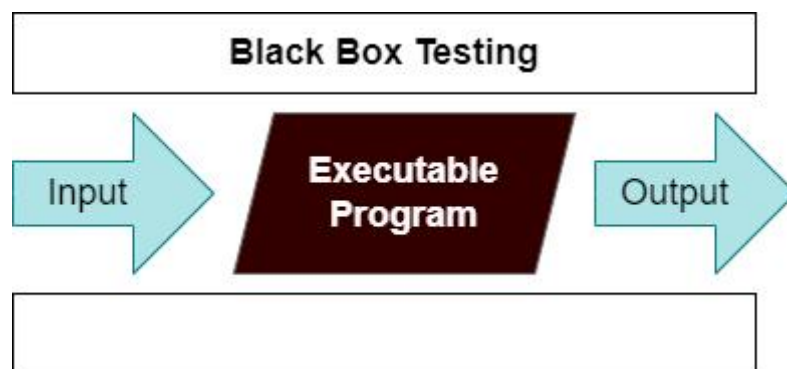 Black Box Testing
Input
Executable
Program
Output